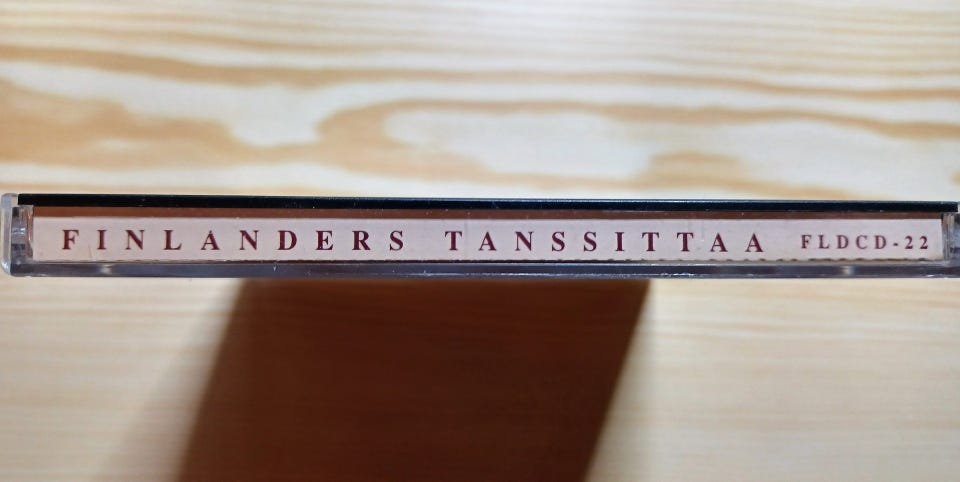 FINLANDERS TANSSITTAA FLDCD-22